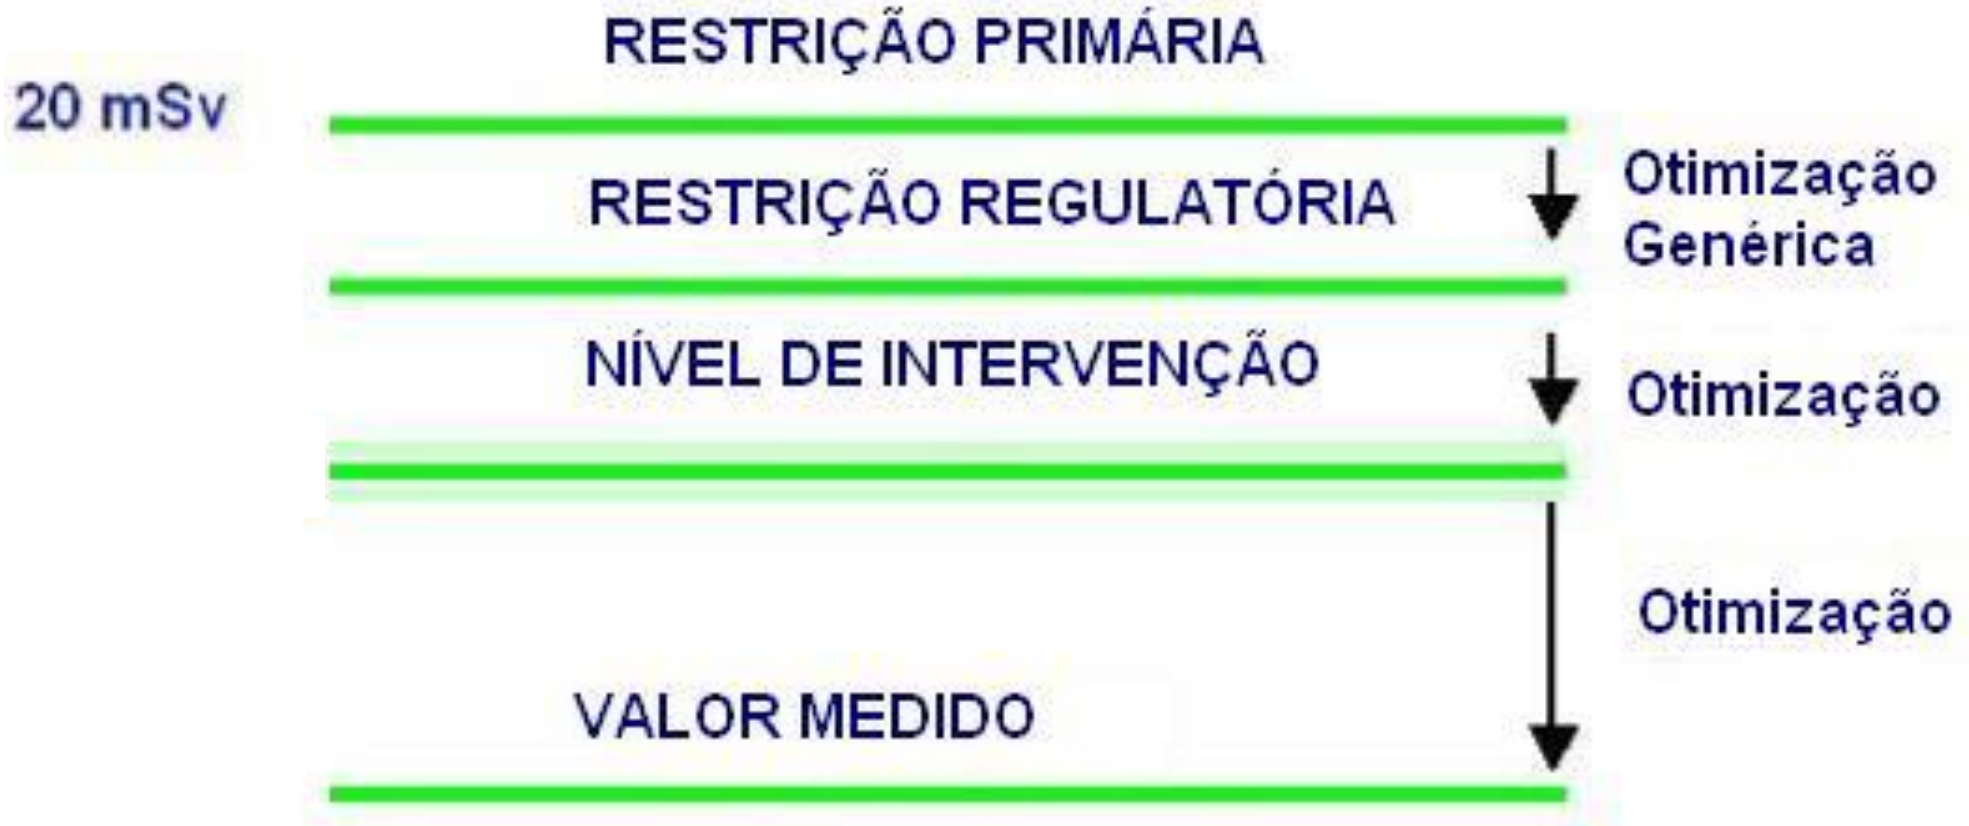 RESTRIÇÃO PRIMÁRIA
20 mSv
RESTRIÇÃO REGULATÓRIA
Otimização
Genérica
NÍVEL DE INTERVENÇÃO
Otimização
Otimização
VALOR MEDIDO